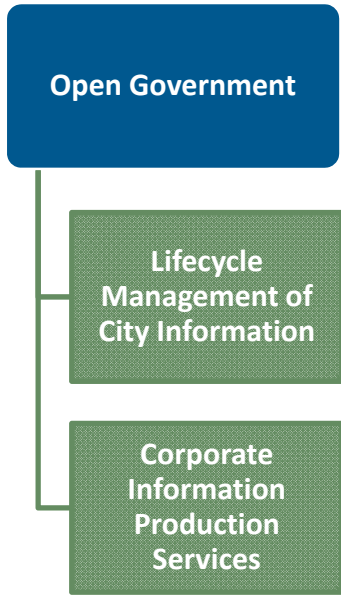 Open Government
Lifecycle
Management of
City Information
Corporate
Information
Production
Services